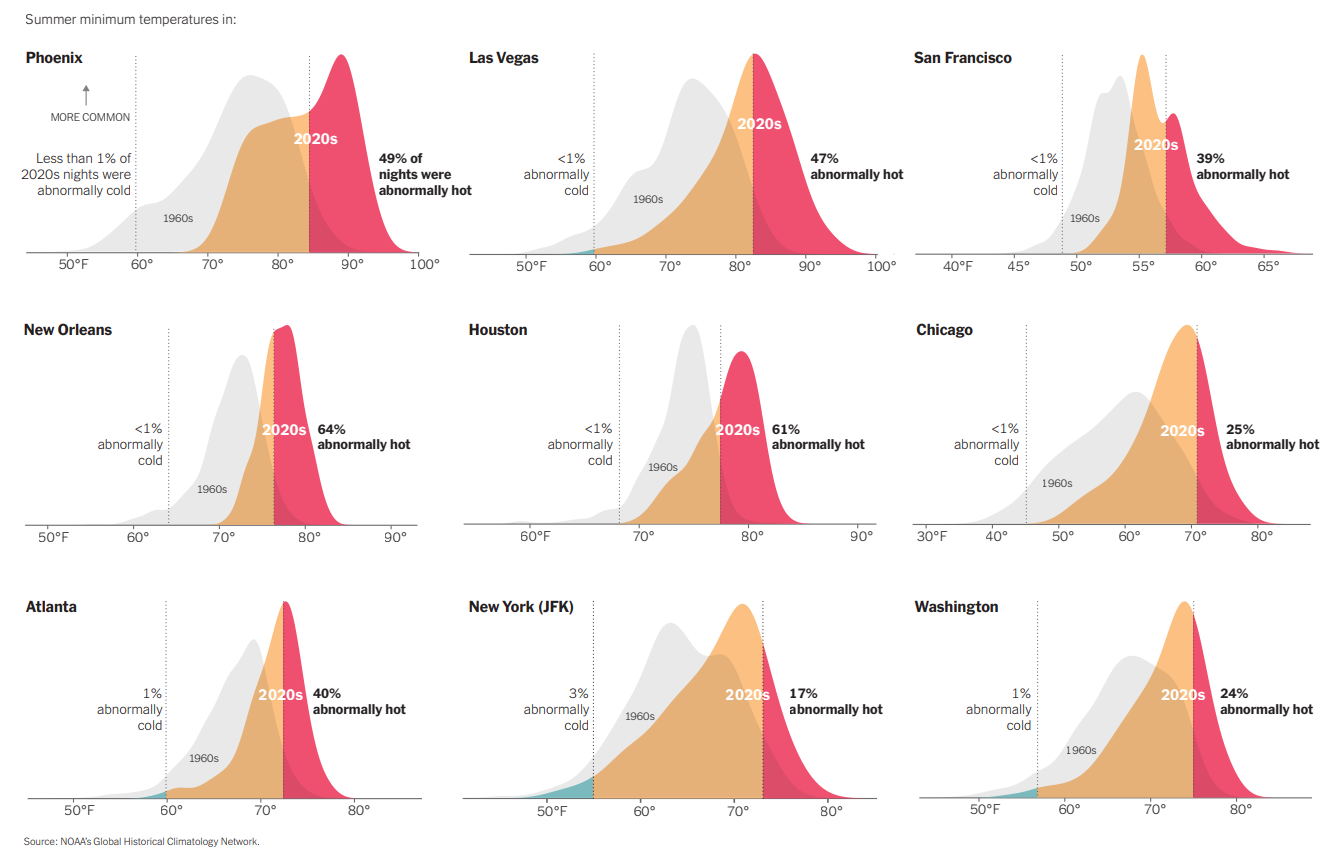 Summer minimum temperatures in:
Phoenix
MORE COMMON
Less than 1% of
2020s nights were
abnormally cold
1960s
2020s
49% of
nights were
abnormally hot
50°F 60° 70° 80° 90° 100°
Las Vegas
<1%
abnormally
cold
1960s
2020s
47%
abnormally hot
50°F 60° 70° 80° 90° 100°
San Francisco
<1%
abnormally
cold
1960s
2020s
39%
abnormally hot
40°F 45° 50° 55° 60° 65°
New Orleans
<1%
abnormally
cold
1960s
2020s
64%
abnormally hot
50°F 60° 70° 80° 90°
Houston
<1%
abnormally
cold
1960s
2020s
61%
abnormally hot
60°F 70° 80° 90°
Chicago
<1%
abnormally
cold
1960s
2020s
25%
abnormally hot
30°F 40° 50° 60° 70° 80°
Atlanta
1%
abnormally
cold
1960s
2020s
40%
abnormally hot
50°F 60° 70° 80°
New York (JFK)
3%
abnormally
cold
1960s
2020s
17%
abnormally hot
50°F 60° 70° 80°
Washington
1%
abnormally
cold
1960s
2020s
24%
abnormally hot
50°F 60° 70° 80°
Source: NOAA's Global Historical Climatology Network.